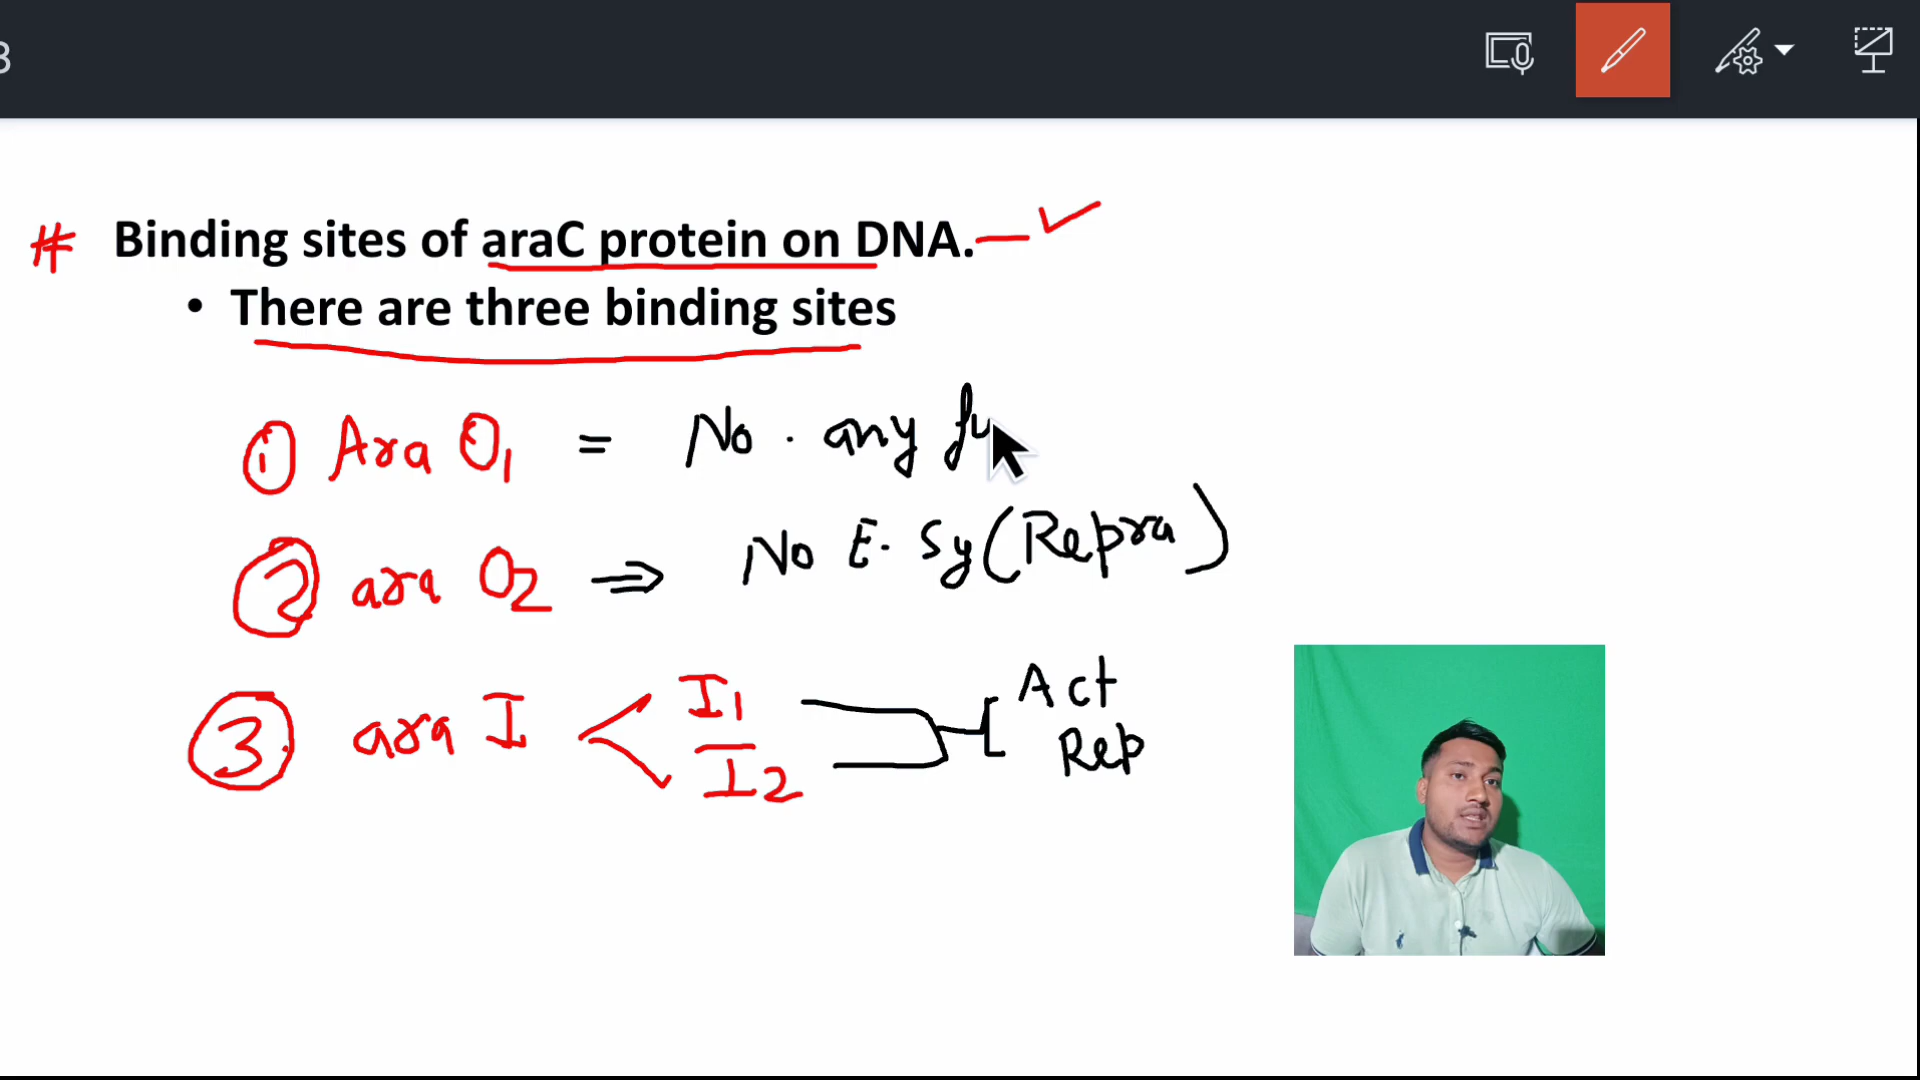 # Binding sites of araC protein on DNA. — ✓
• There are three binding sites
① Ara O1 = No. any fu
② ara O2 ⇒ No E. Sy (Repra)
③ ara I < I1 Act
I2 Rep